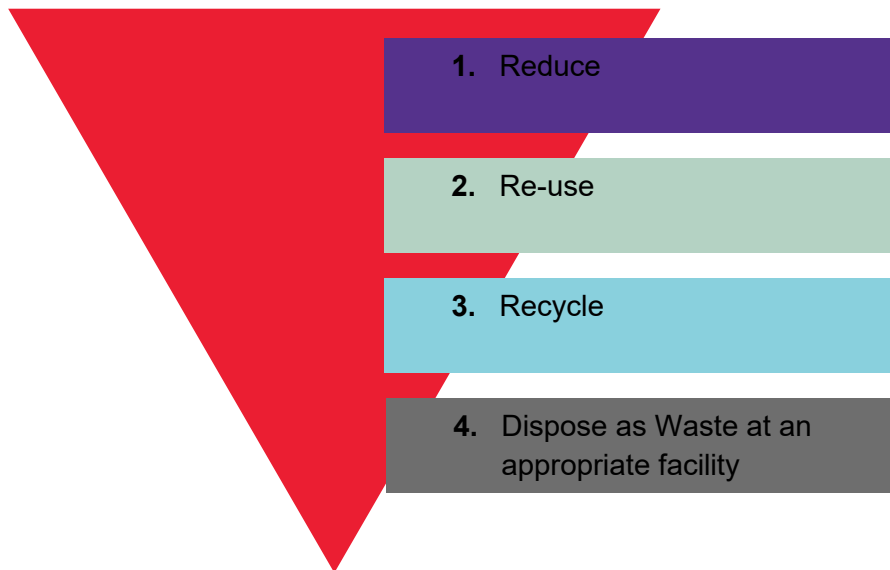 1. Reduce
2. Re-use
3. Recycle
4. Dispose as Waste at an
appropriate facility